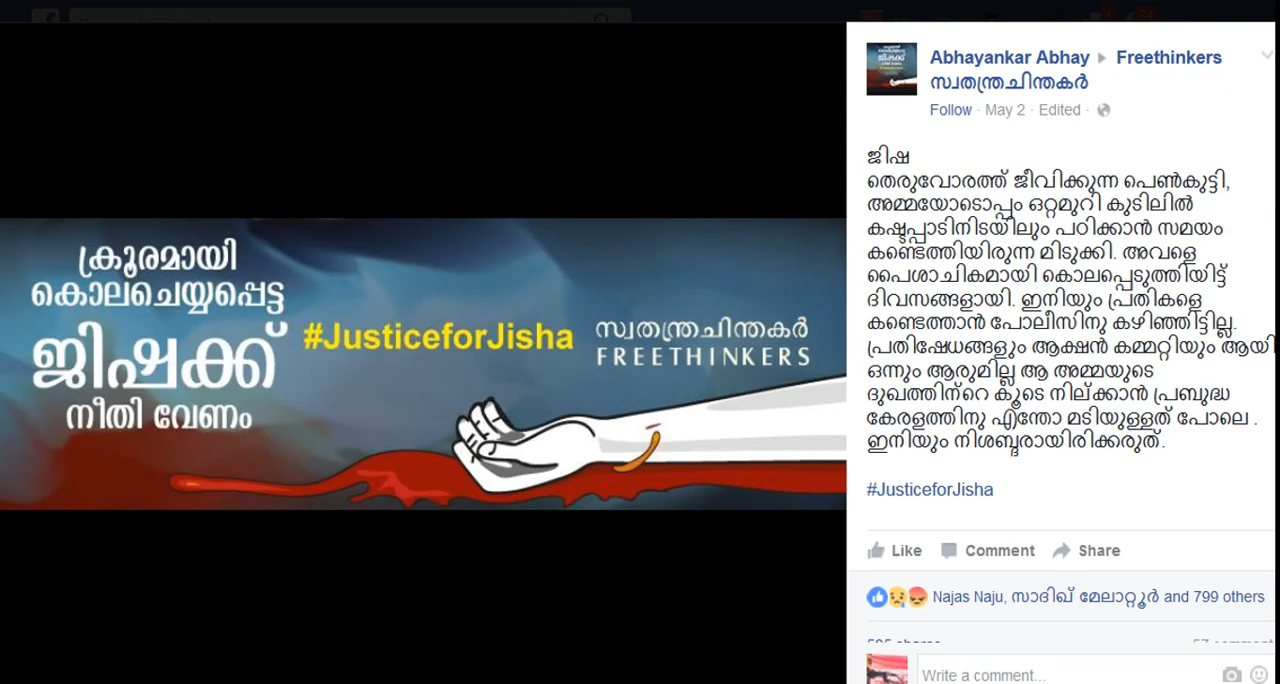 ക്രൂരമായി
കൊലചെയ്യപ്പെട്ട
ജിഷക്ക്
നീതി വേണം
#JusticeforJisha
സ്വതന്ത്രചിന്തകർ
FREETHINKERS
Abhayankar Abhay ▸ Freethinkers
സ്വതന്ത്രചിന്തകർ
Follow · May 2 · Edited ·
ജിഷ
തെരുവോരത്ത് ജീവിക്കുന്ന പെൺകുട്ടി,
അമ്മയോടൊപ്പം ഒറ്റമുറി കുടിലിൽ
കഷ്ടപ്പാടിനിടയിലും പഠിക്കാൻ സമയം
കണ്ടെത്തിയിരുന്ന മിടുക്കി. അവളെ
പൈശാചികമായി കൊലപ്പെടുത്തിയിട്ട്
ദിവസങ്ങളായി. ഇനിയും പ്രതികളെ
കണ്ടെത്താൻ പോലീസിനു കഴിഞ്ഞിട്ടില്ല.
പ്രതിഷേധങ്ങളും ആക്ഷൻ കമ്മറ്റിയും ആയി
ഒന്നും ആരുമില്ല ആ അമ്മയുടെ
ദുഖത്തിന്റെ കൂടെ നില്ക്കാൻ പ്രബുദ്ധ
കേരളത്തിനു എന്തോ മടിയുള്ളത് പോലെ .
ഇനിയും നിശബ്ദരായിരിക്കരുത്.
#JusticeforJisha
Like Comment Share
Najas Naju, സാദിഖ് മേലാറ്റൂർ and 799 others
Write a comment...